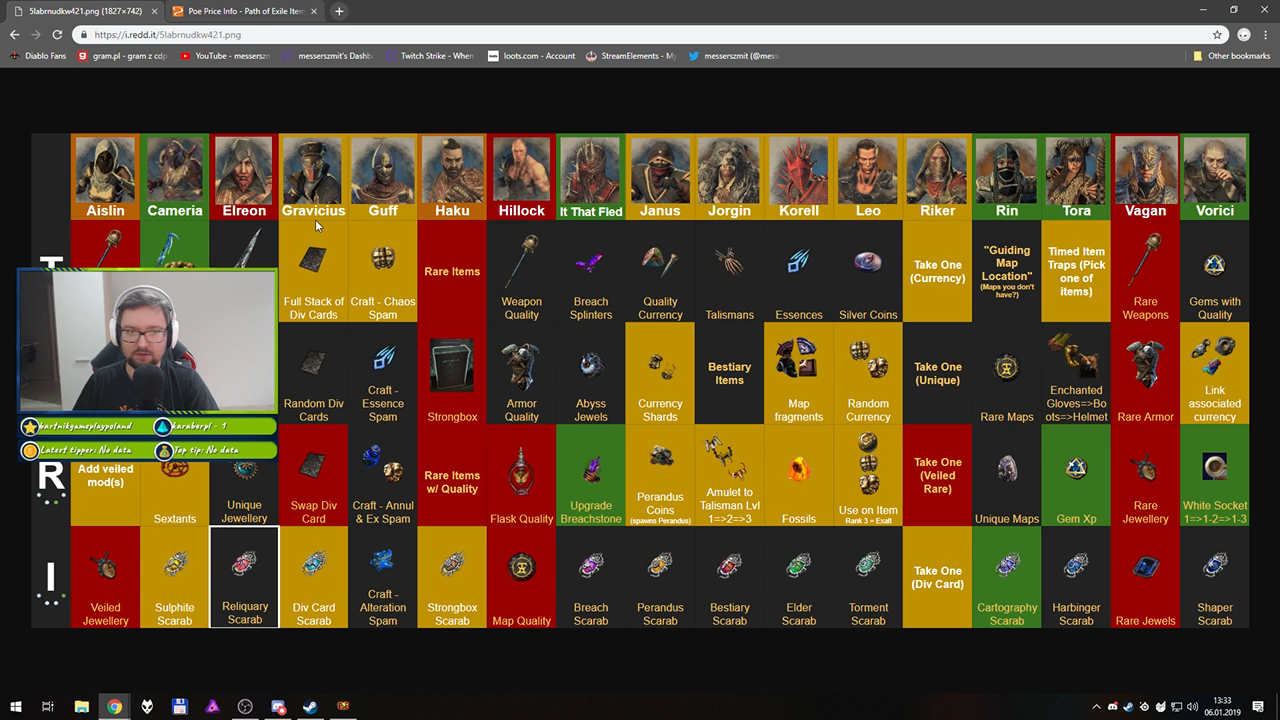 5labrnudkw421.png (1827×842)
Poe Price Info - Path of Exile Item
https://i.redd.it/5labrnudkw421.png
Diablo Fans
gram.pl - gram z cdp
YouTube - messersz
messerszmit's Dashb
Twitch Strike - When
loots.com - Account
StreamElements - My
messerszmit (@mess
Other bookmarks
Aislin Cameria Elreon Gravicius Guff Haku Hillock It That Fled Janus Jorgin Korell Leo Riker Rin Tora Vagan Vorici
T
Full Stack of Div Cards
Craft - Chaos Spam
Rare Items
Weapon Quality
Breach Splinters
Quality Currency
Talismans
Essences
Silver Coins
Take One (Currency)
"Guiding Map Location" (Maps you don't have?)
Timed Item Traps (Pick one of items)
Rare Weapons
Gems with Quality
Random Div Cards
Craft - Essence Spam
Strongbox
Armor Quality
Abyss Jewels
Currency Shards
Bestiary Items
Map fragments
Random Currency
Take One (Unique)
Rare Maps
Enchanted Gloves=>Bo ots=>Helmet
Rare Armor
Link associated currency
bartnikgameplaypoland
karaberpl - 1
Latest tipper: No data
Top tip: No data
R
Add veiled mod(s)
Sextants
Unique Jewellery
Swap Div Card
Craft - Annul & Ex Spam
Rare Items w/ Quality
Flask Quality
Upgrade Breachstone
Perandus Coins (spawns Perandus)
Amulet to Talisman Lvl 1=>2=>3
Fossils
Use on Item Rank 3 = Exalt
Take One (Veiled Rare)
Unique Maps
Gem Xp
Rare Jewellery
White Socket 1=>1-2=>1-3
I
Veiled Jewellery
Sulphite Scarab
Reliquary Scarab
Div Card Scarab
Craft - Alteration Spam
Strongbox Scarab
Map Quality
Breach Scarab
Perandus Scarab
Bestiary Scarab
Elder Scarab
Torment Scarab
Take One (Div Card)
Cartography Scarab
Harbinger Scarab
Rare Jewels
Shaper Scarab
13:33
06.01.2019